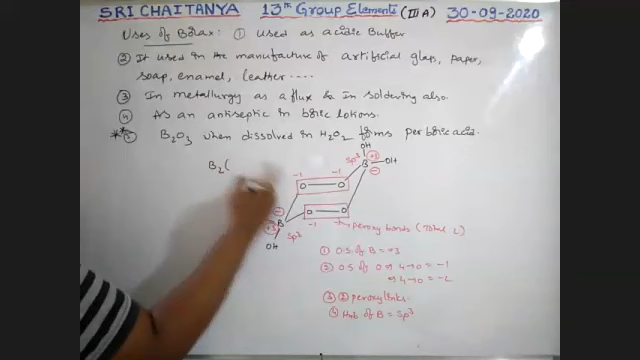 SRI CHAITANYA 13th Group Elements (III A) 30-09-2020
Uses of Borax: ① used as acidic Buffer
② It used in the manufacture of artificial glass, paper,
soap, enamel, leather ....
③ In metallurgy as a flux & In soldering also.
④ As an antiseptic in boric lotions.
** ⑤ B₂O₃ when dissolved in H₂O₂ forms perboric acid.
B₂(
OH
Sp³ +3
B OH
-
-1 -1
O O
-
B
+3
O O
-1 -1
Sp³
OH
peroxy bonds (Total 2)
① O.S of B = +3
② O.S of O ⇒ 4→O = -1
⇒ 4→O = -2
③ ② peroxylinks.
④ Hyb of B = Sp³